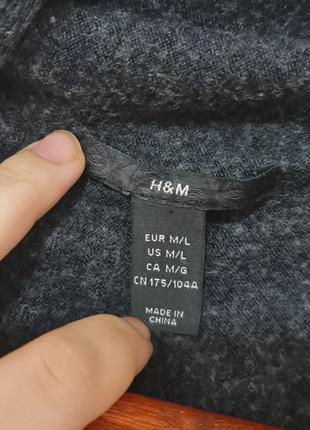 H&M
EUR M/L
US M/L
CA M/G
CN 175/104A
MADE IN
CHINA